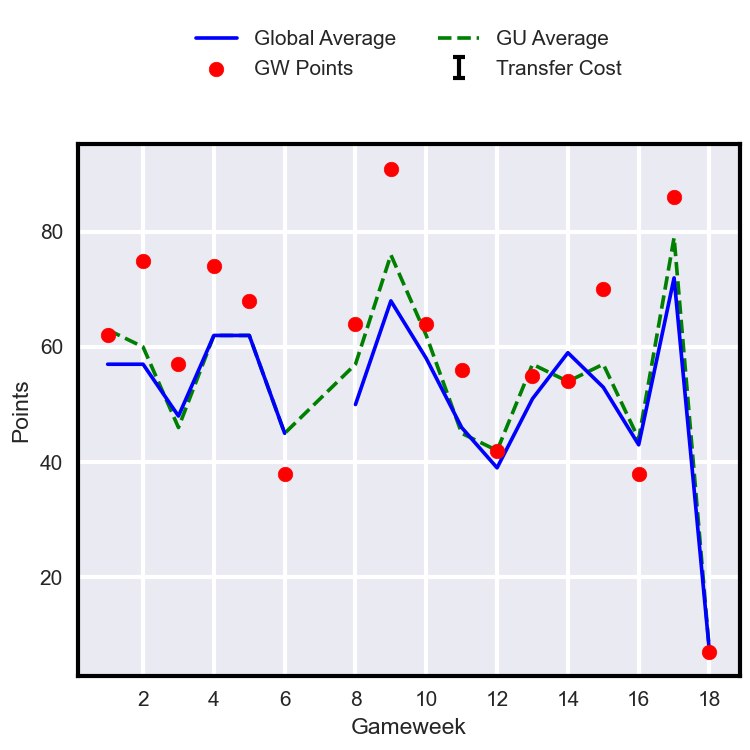 Global Average
GU Average
GW Points
Transfer Cost
80
60
40
20
Points
2 4 6 8 10 12 14 16 18
Gameweek